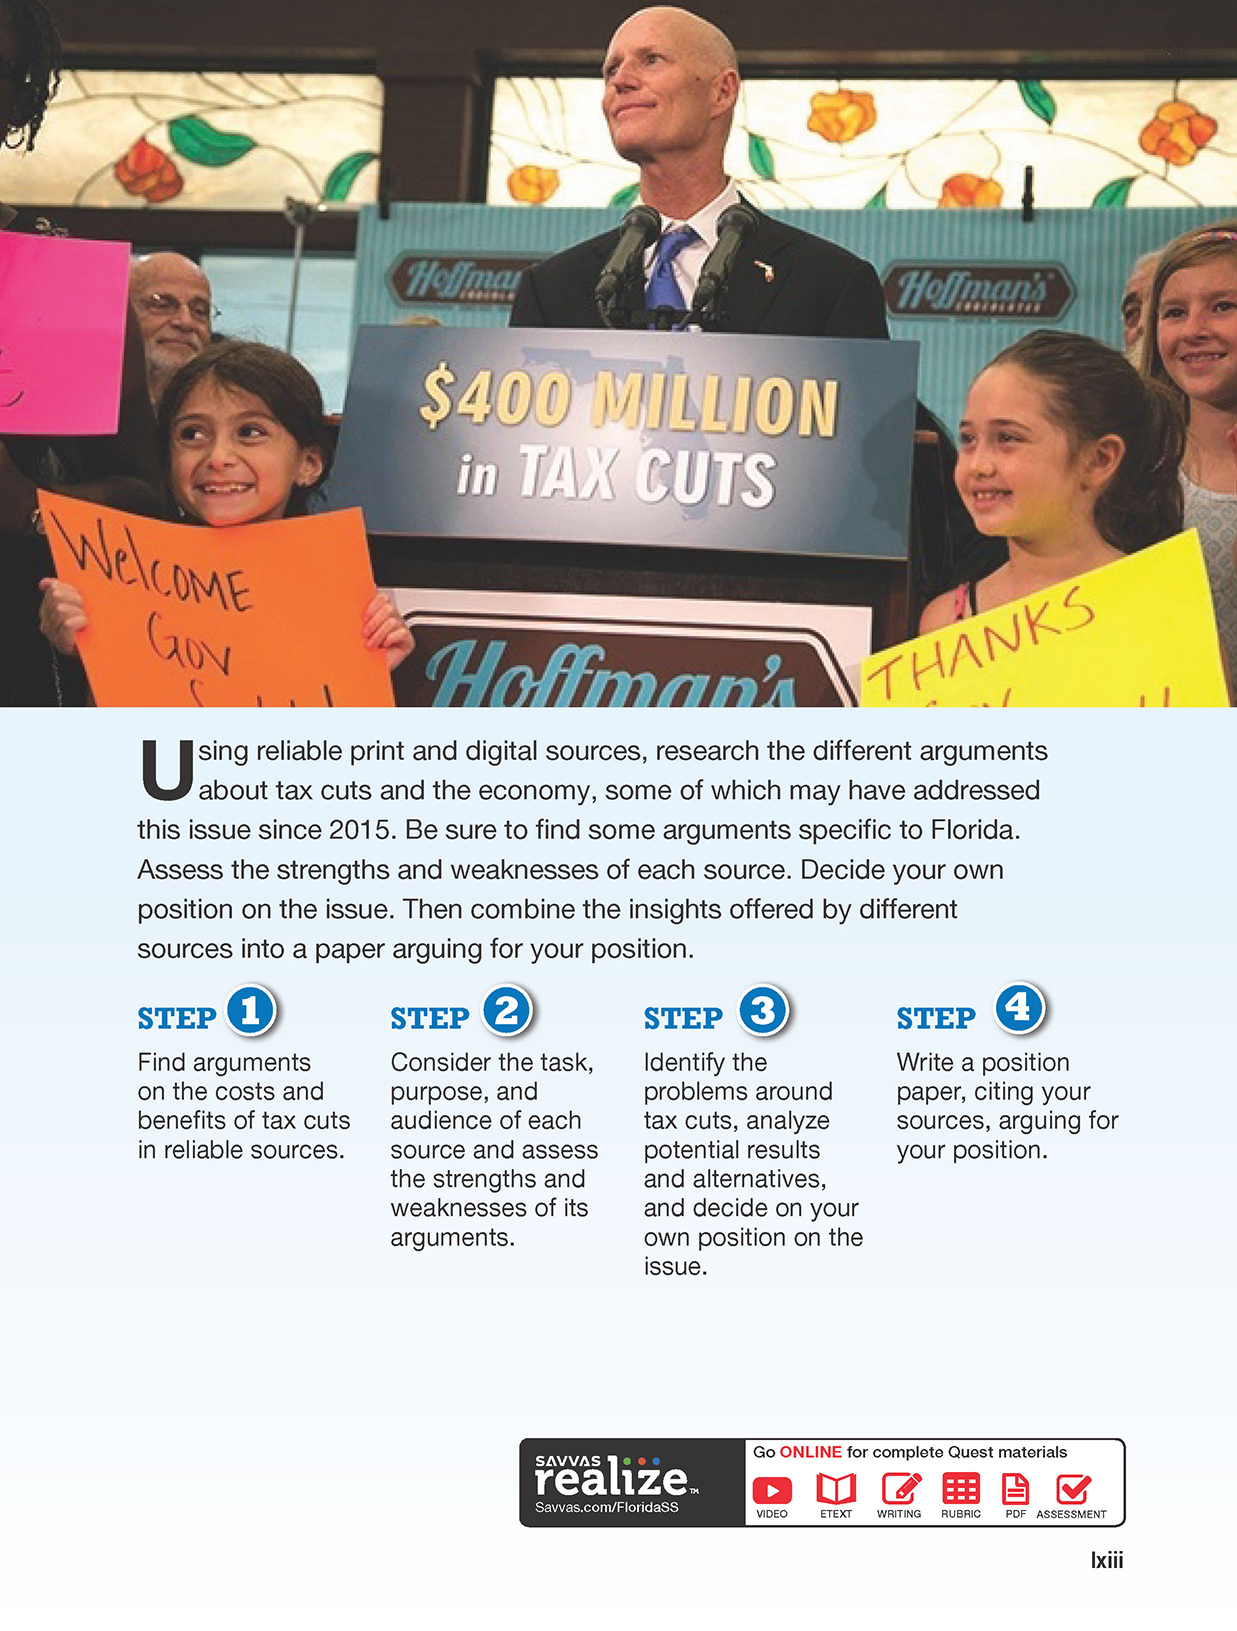 Hoffman's
CHOCOLATES
$400 MILLION
in TAX CUTS
WELCOME
GOV
THANKS
Hoffman's
Using reliable print and digital sources, research the different arguments
about tax cuts and the economy, some of which may have addressed
this issue since 2015. Be sure to find some arguments specific to Florida.
Assess the strengths and weaknesses of each source. Decide your own
position on the issue. Then combine the insights offered by different
sources into a paper arguing for your position.
STEP 1
Find arguments
on the costs and
benefits of tax cuts
in reliable sources.
STEP 2
Consider the task,
purpose, and
audience of each
source and assess
the strengths and
weaknesses of its
arguments.
STEP 3
Identify the
problems around
tax cuts, analyze
potential results
and alternatives,
and decide on your
own position on the
issue.
STEP 4
Write a position
paper, citing your
sources, arguing for
your position.
SAVVAS
realize™
Savvas.com/FloridaSS
Go ONLINE for complete Quest materials
VIDEO ETEXT WRITING RUBRIC PDF ASSESSMENT
lxiii